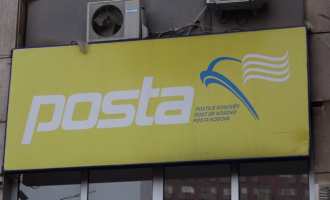 posta
POSTA E KOSOVËS
POST OF KOSOVO
POŠTA KOSOVA